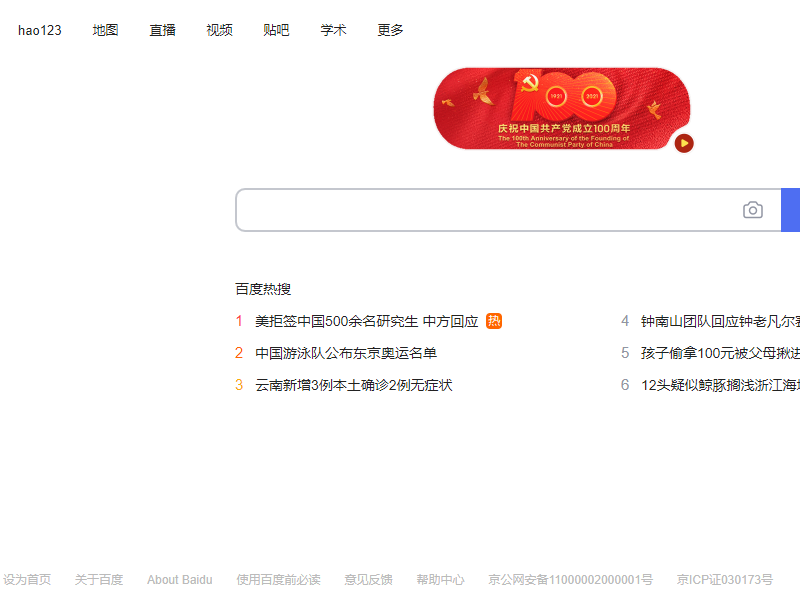 hao123 地图 直播 视频 贴吧 学术 更多
100
1921 2021
庆祝中国共产党成立100周年
The 100th Anniversary of the Founding of
The Communist Party of China
百度热搜
1 美拒签中国500余名研究生 中方回应 热
4 钟南山团队回应钟老凡尔赛
2 中国游泳队公布东京奥运名单
5 孩子偷拿100元被父母揪进
3 云南新增3例本土确诊2例无症状
6 12头疑似鲸豚搁浅浙江海域
设为首页 关于百度 About Baidu 使用百度前必读 意见反馈 帮助中心 京公网安备11000002000001号 京ICP证030173号